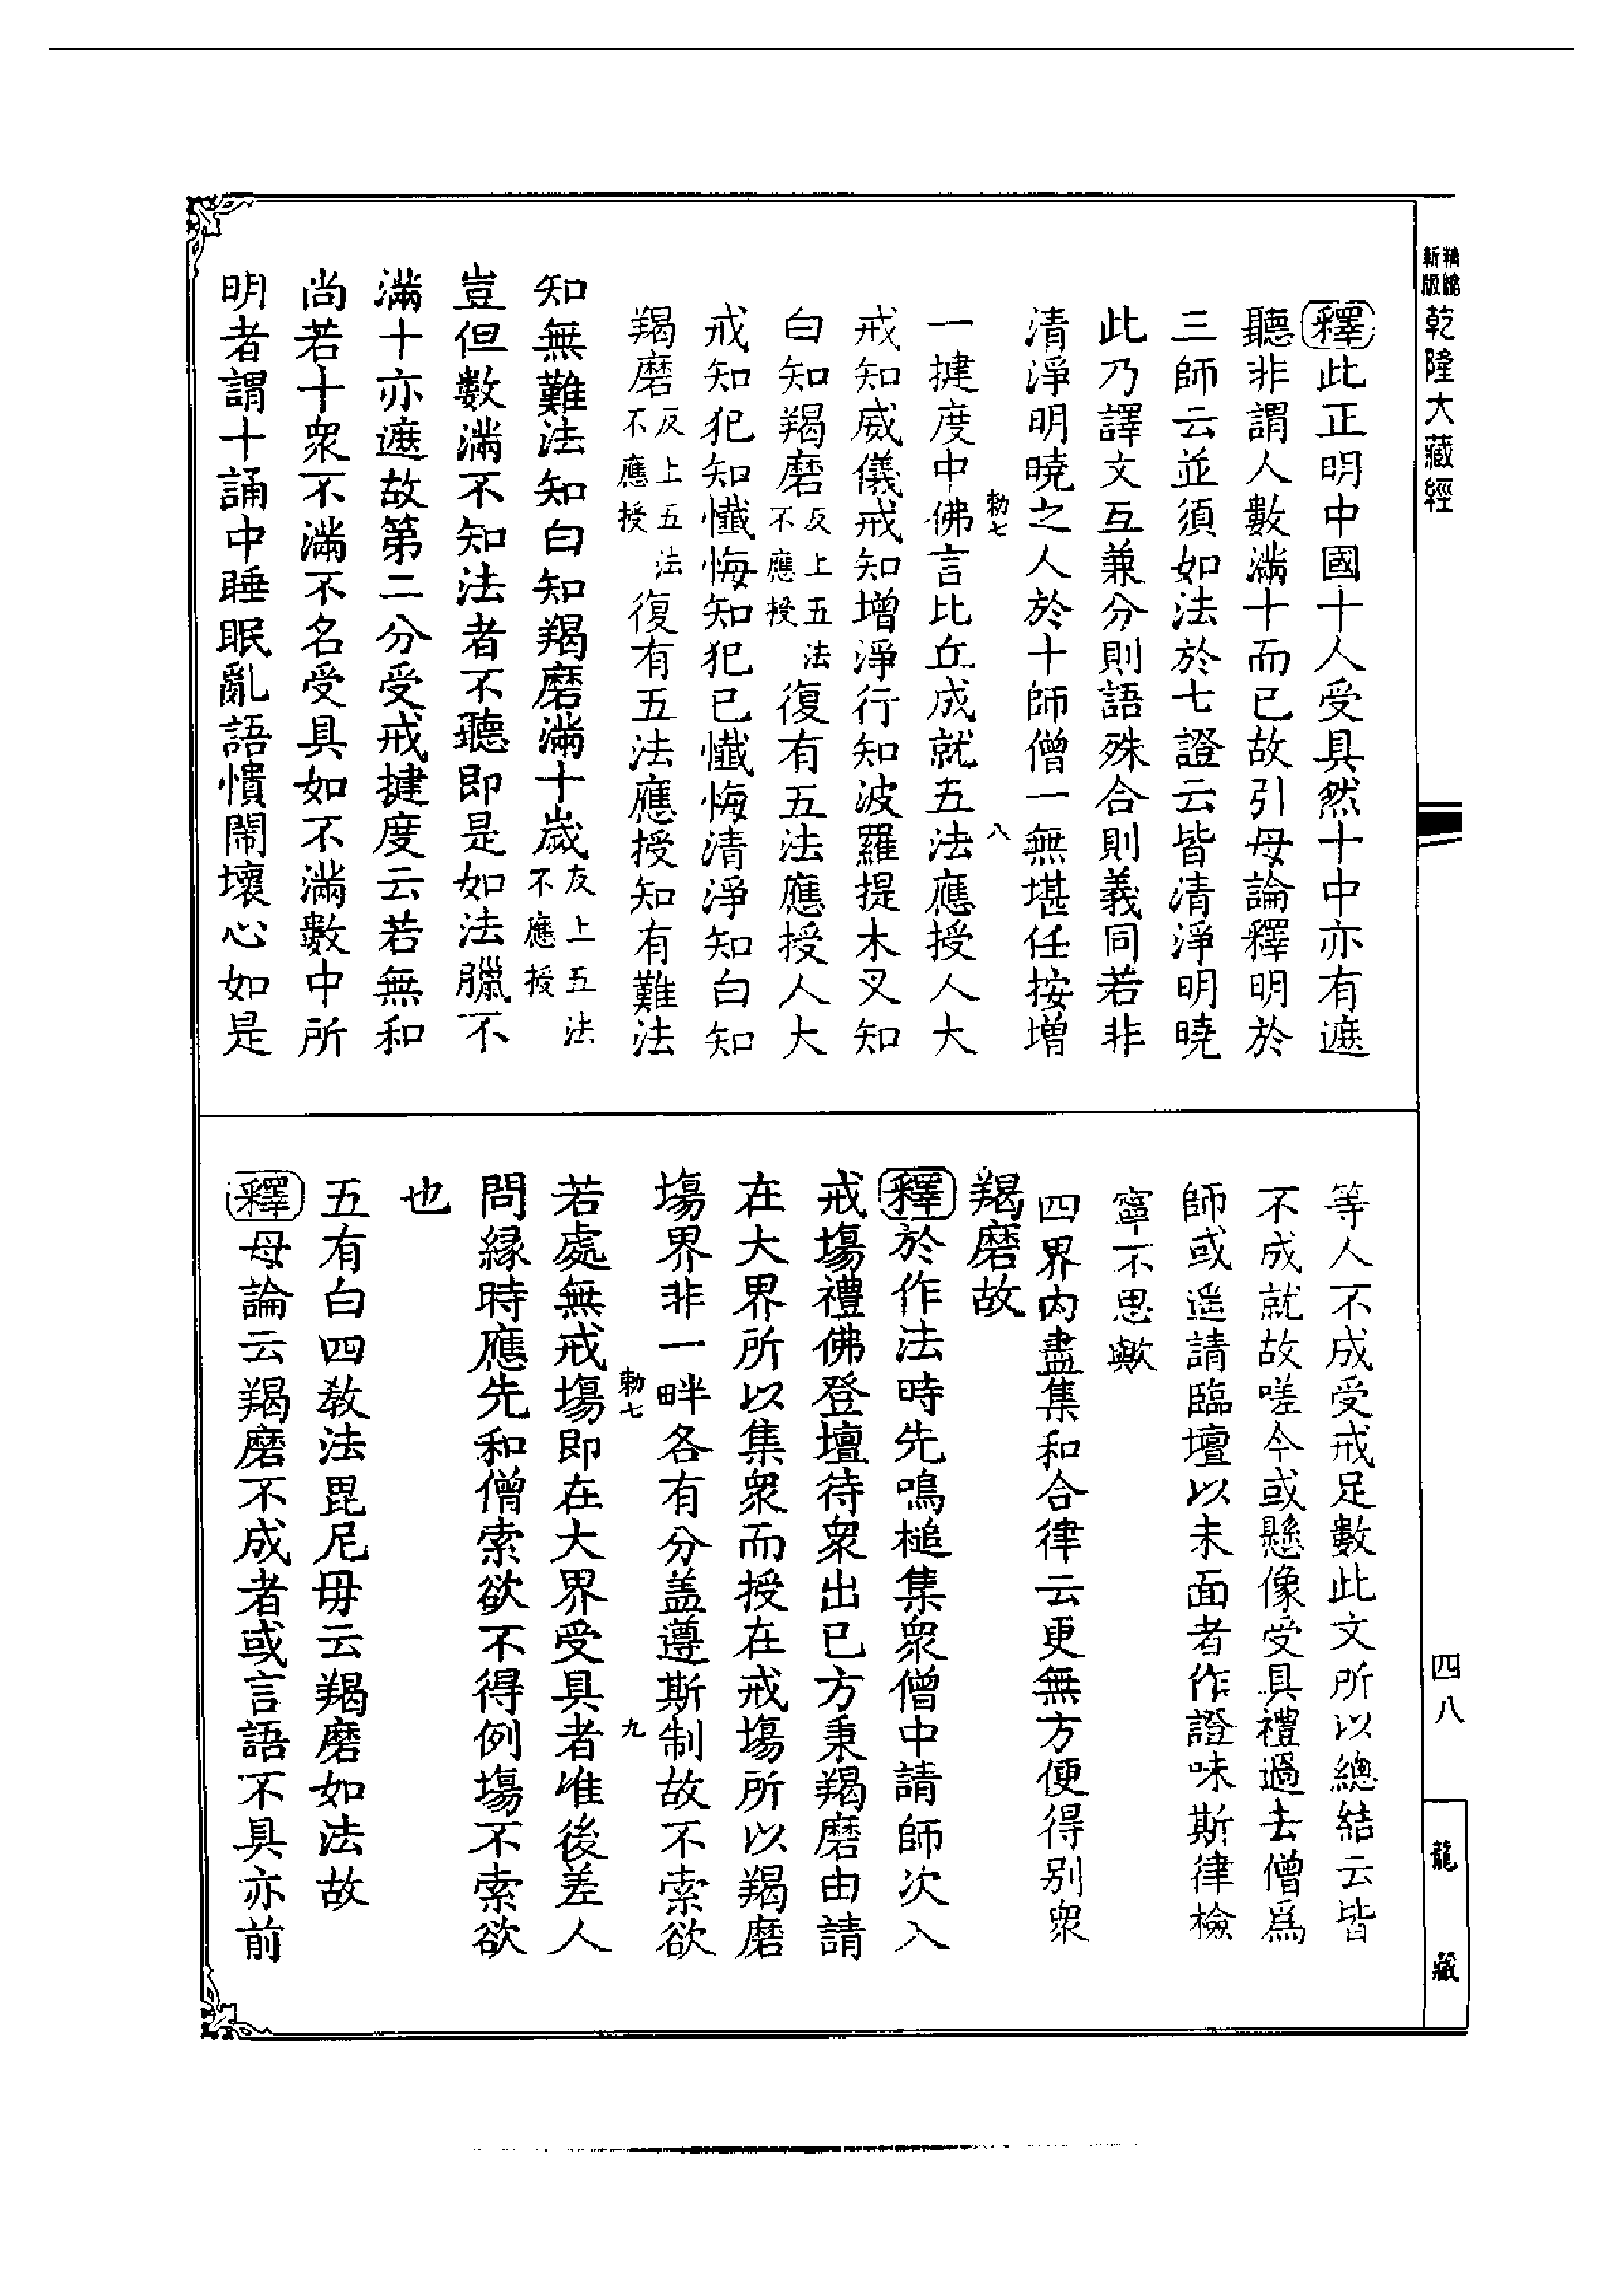 新版
乾隆大藏經
釋此正明中國十人受具然十中亦有遮
聽非謂人數滿十而已故引母論釋明於
三師云並須如法於七證云皆清淨明曉
此乃譯文互兼分則語殊合則義同若非
清淨明曉之人於十師僧一無堪任按增
勅七 八
一揵度中佛言比丘成就五法應授人大
戒知威儀戒知增淨行知波羅提木叉知
白知羯磨反上五法不應授復有五法應授人大
戒知犯知懺悔知犯已懺悔清淨知白知
羯磨反上五法不應授復有五法應授知有難法
知無難法知白知羯磨滿十歲反上五法不應授
豈但數滿不知法者不聽即是如法臘不
滿十亦遮故第二分受戒揵度云若無和
尚若十衆不滿不名受具如不滿數中所
明者謂十誦中睡眠亂語憒閙壞心如是
等人不成受戒足數此文所以總結云皆
不成就故嗟今或懸像受具禮過去僧爲
師或遥請臨壇以未面者作證味斯律檢
寧不思歟
四界內盡集和合律云更無方便得別衆
羯磨故
釋於作法時先鳴槌集衆僧中請師次入
戒塲禮佛登壇待衆出已方秉羯磨由請
在大界所以集衆而授在戒塲所以羯磨
塲界非一畔各有分盖遵斯制故不索欲
勅七 九
若處無戒塲即在大界受具者唯後差人
問緣時應先和僧索欲不得例塲不索欲
也
五有白四教法毘尼毋云羯磨如法故
釋母論云羯磨不成者或言語不具亦前
四八
龍藏